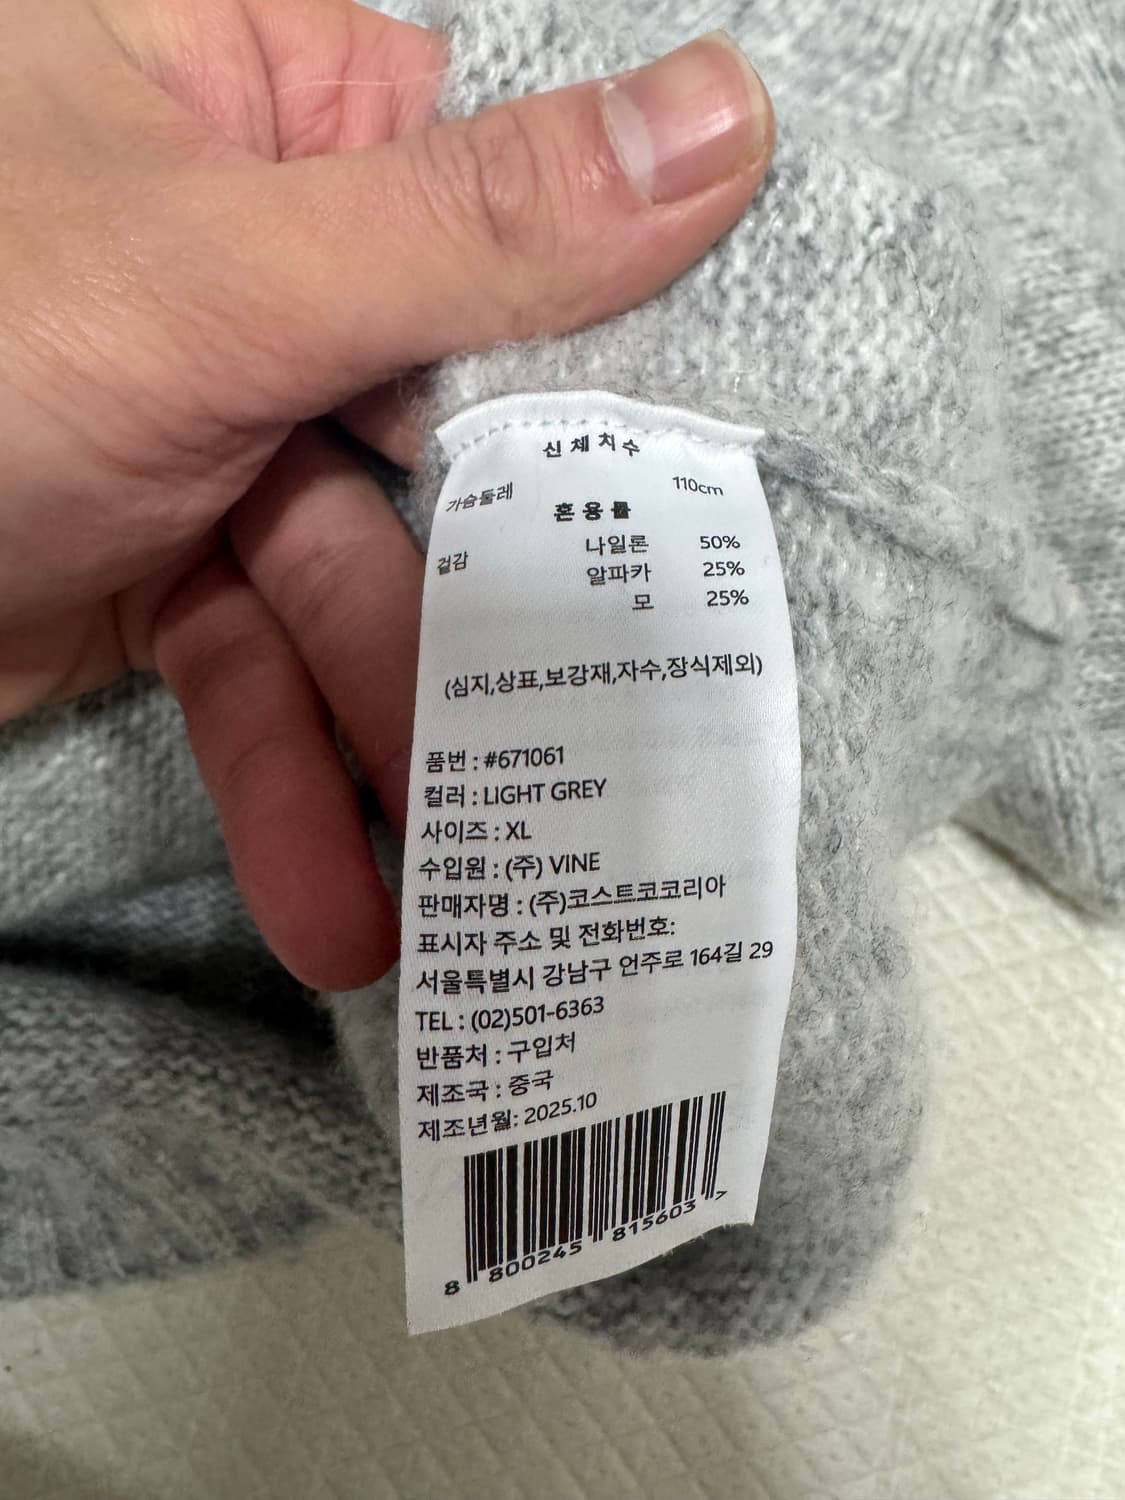 신체치수
가슴둘레 110cm
혼용률
겉감 나일론 50%
알파카 25%
모 25%
(심지,상표,보강재,자수,장식제외)
품번 : #671061
컬러 : LIGHT GREY
사이즈 : XL
수입원 : (주) VINE
판매자명 : (주)코스트코코리아
표시자 주소 및 전화번호:
서울특별시 강남구 언주로 164길 29
TEL : (02)501-6363
반품처 : 구입처
제조국 : 중국
제조년월: 2025.10
8 800245 815603 7